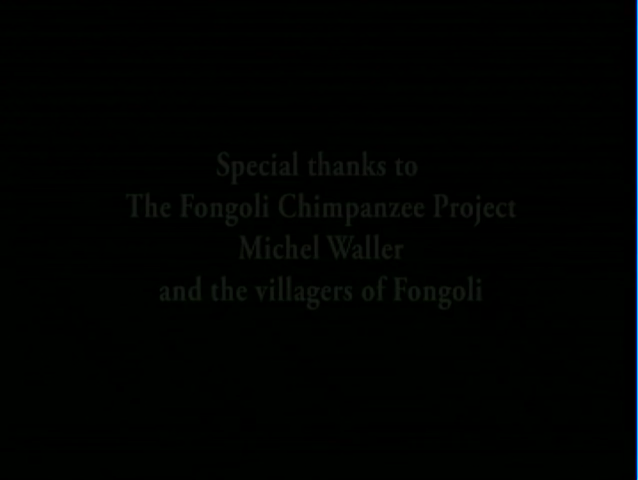 Special thanks to
The Fongoli Chimpanzee Project
Michel Waller
and the villagers of Fongoli